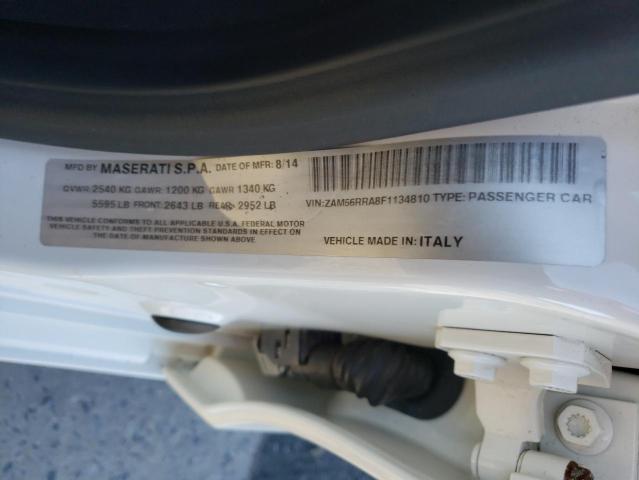 MFD BY MASERATI S.P.A. DATE OF MFR: 8/14
GVWR: 2540 KG GAWR: 1200 KG GAWR 1340 KG
5595 LB FRONT: 2643 LB REAR: 2952 LB
THIS VEHICLE CONFORMS TO ALL APPLICABLE U.S.A. FEDERAL MOTOR
VEHICLE SAFETY AND THEFT PREVENTION STANDARDS IN EFFECT ON
THE DATE OF MANUFACTURE SHOWN ABOVE
VIN: ZAM56RRA8F1134810 TYPE: PASSENGER CAR
VEHICLE MADE IN: ITALY